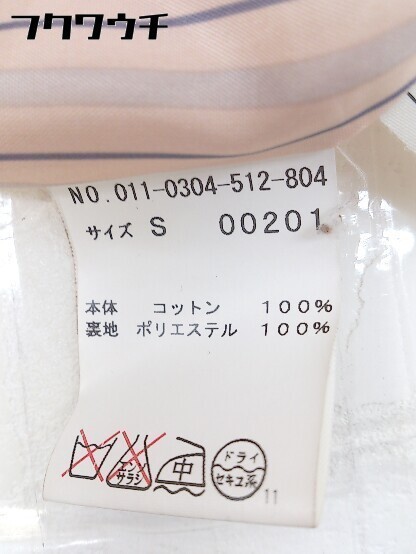 フクワウチ
NO.011-0304-512-804
サイズ S 00201
本体 コットン 100%
裏地 ポリエステル 100%
エンソ サラシ
中
ドライ
セキユ系
11